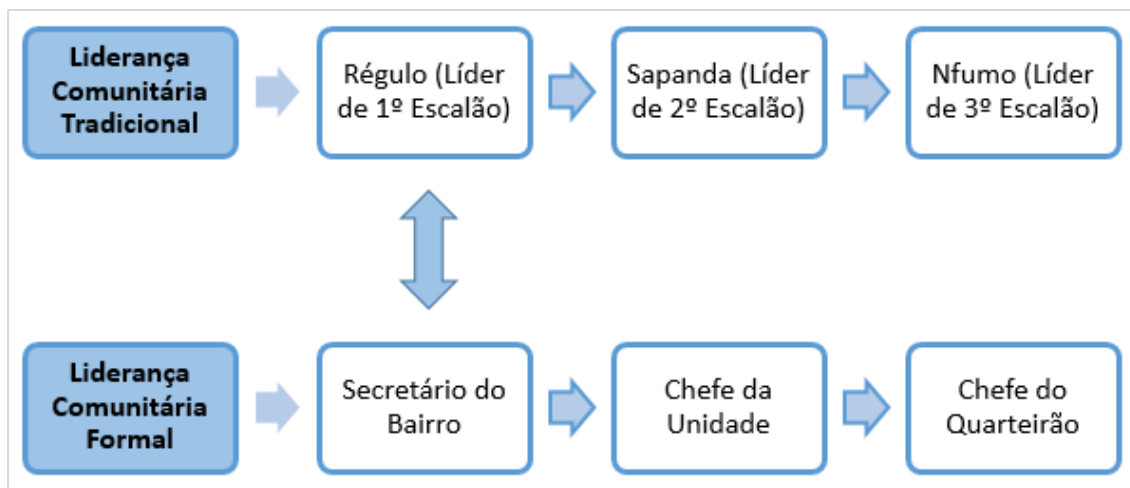 Liderança
Comunitária
Tradicional
Régulo (Líder
de 1º Escalão)
Sapanda (Líder
de 2º Escalão)
Nfumo (Líder
de 3º Escalão)
Liderança
Comunitária
Formal
Secretário do
Bairro
Chefe da
Unidade
Chefe do
Quarteirão